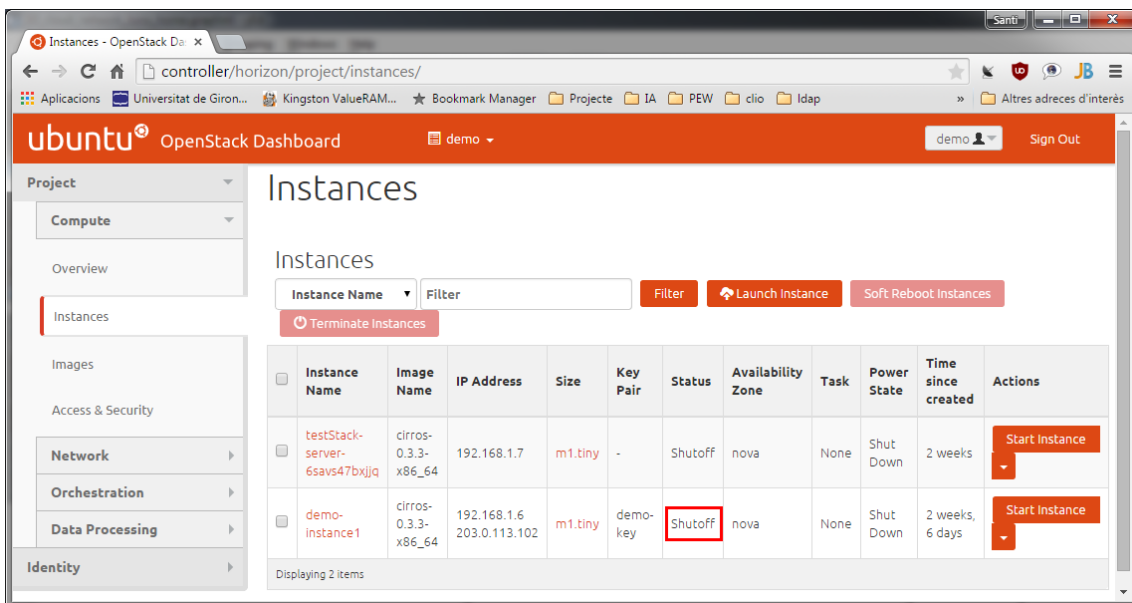 Santi
Instances - OpenStack Da
controller/horizon/project/instances/
Aplicacions Universitat de Giron... Kingston ValueRAM... Bookmark Manager Projecte IA PEW clio ldap » Altres adreces d'interès
ubuntu OpenStack Dashboard demo demo Sign Out
Project
Compute
Overview
Instances
Images
Access & Security
Network
Orchestration
Data Processing
Identity
Instances
Instances
Instance Name Filter Filter Launch Instance Soft Reboot Instances
Terminate Instances
Instance Name Image Name IP Address Size Key Pair Status Availability Zone Task Power State Time since created Actions
testStack-server-6savs47bxjjq cirros-0.3.3-x86_64 192.168.1.7 m1.tiny - Shutoff nova None Shut Down 2 weeks Start Instance
demo-instance1 cirros-0.3.3-x86_64 192.168.1.6 203.0.113.102 m1.tiny demo-key Shutoff nova None Shut Down 2 weeks, 6 days Start Instance
Displaying 2 items